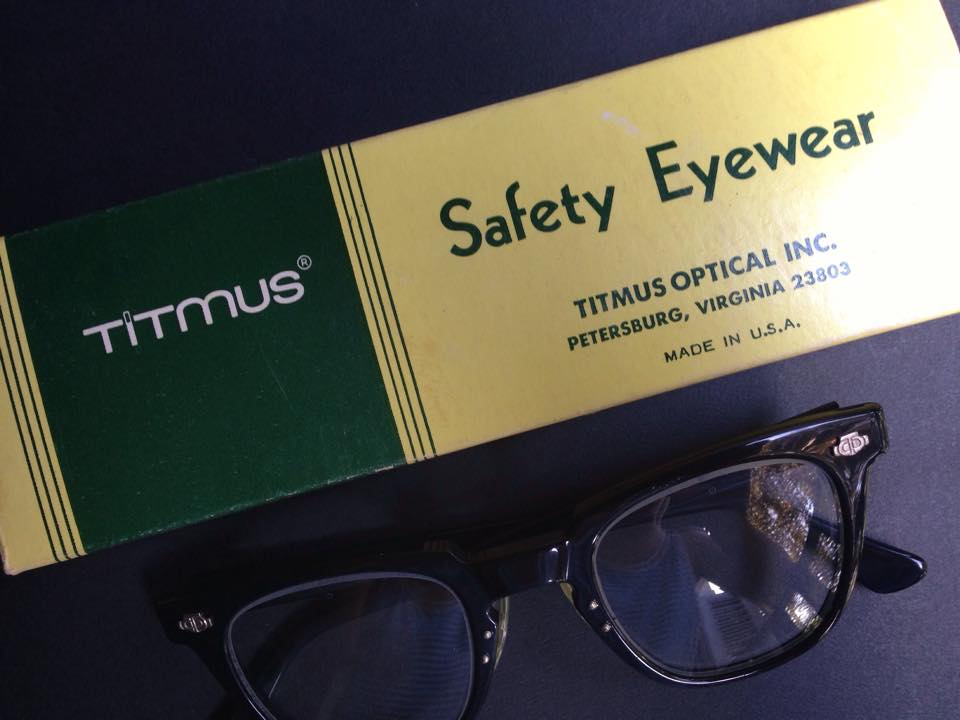 TITMUS®
Safety Eyewear
TITMUS OPTICAL INC.
PETERSBURG, VIRGINIA 23803
MADE IN U.S.A.